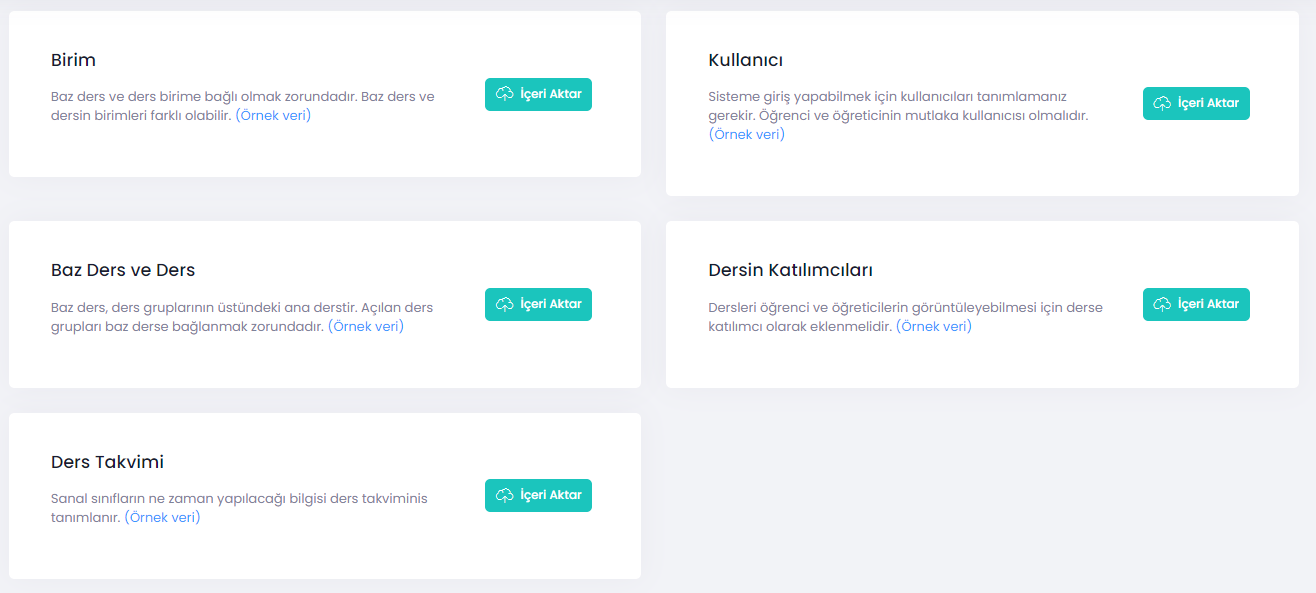 Birim
Baz ders ve ders birime bağlı olmak zorundadır. Baz ders ve
dersin birimleri farklı olabilir. (Örnek veri)
İçeri Aktar
Kullanıcı
Sisteme giriş yapabilmek için kullanıcıları tanımlamanız
gerekir. Öğrenci ve öğreticinin mutlaka kullanıcısı olmalıdır.
(Örnek veri)
İçeri Aktar
Baz Ders ve Ders
Baz ders, ders gruplarının üstündeki ana derstir. Açılan ders
grupları baz derse bağlanmak zorundadır. (Örnek veri)
İçeri Aktar
Dersin Katılımcıları
Dersleri öğrenci ve öğreticilerin görüntüleyebilmesi için derse
katılımcı olarak eklenmelidir. (Örnek veri)
İçeri Aktar
Ders Takvimi
Sanal sınıfların ne zaman yapılacağı bilgisi ders takviminis
tanımlanır. (Örnek veri)
İçeri Aktar